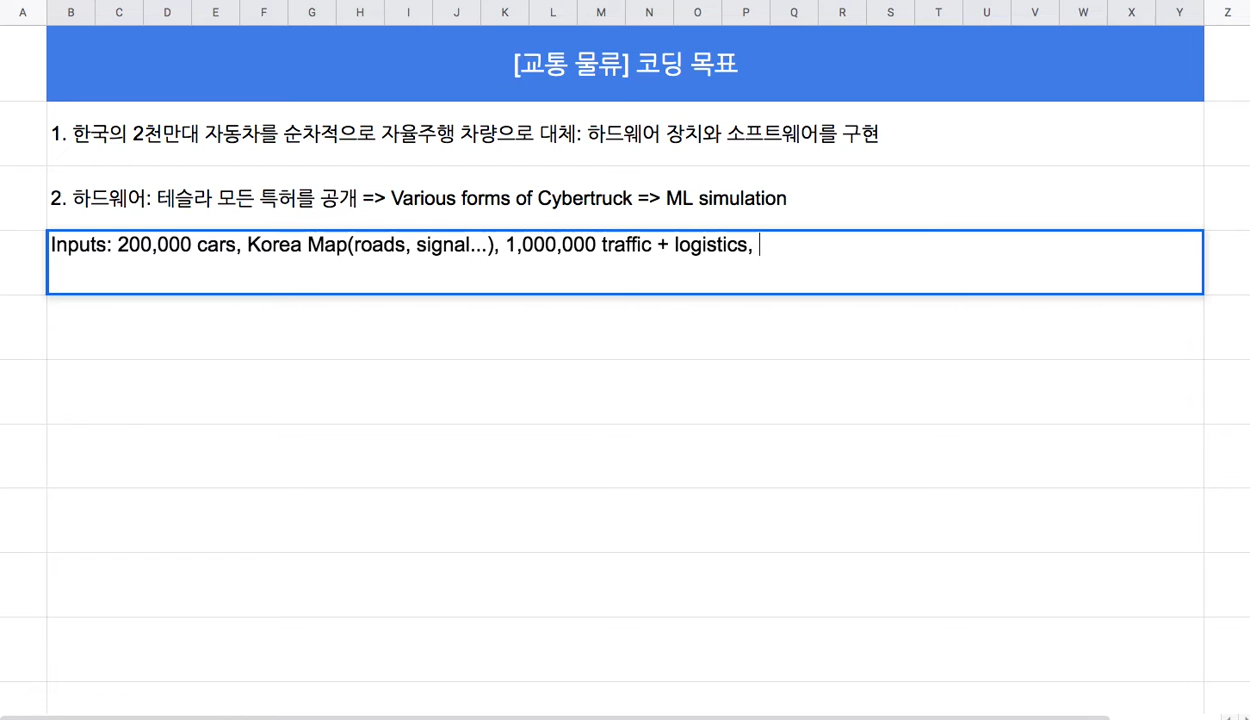 A B C D E F G H I J K L M N O P Q R S T U V W X Y Z
[교통 물류] 코딩 목표
1. 한국의 2천만대 자동차를 순차적으로 자율주행 차량으로 대체: 하드웨어 장치와 소프트웨어를 구현
2. 하드웨어: 테슬라 모든 특허를 공개 => Various forms of Cybertruck => ML simulation
Inputs: 200,000 cars, Korea Map(roads, signal...), 1,000,000 traffic + logistics,